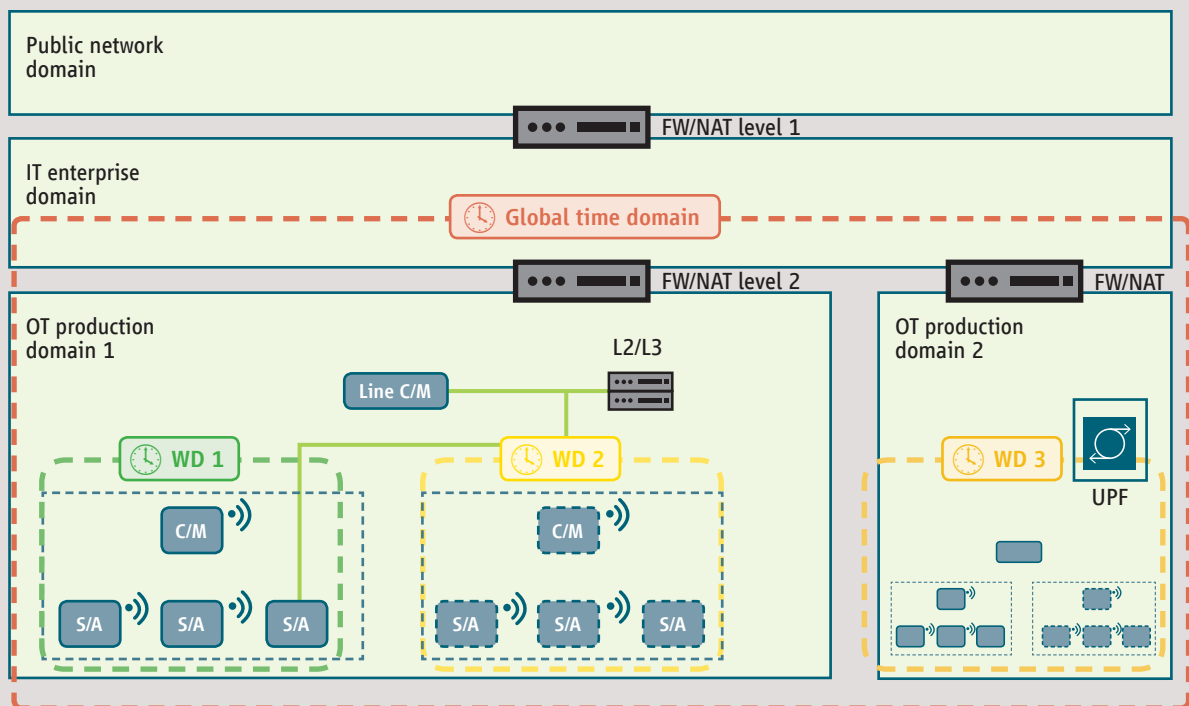 Public network
domain
FW/NAT level 1
IT enterprise
domain
Global time domain
FW/NAT level 2
FW/NAT
OT production
domain 1
OT production
domain 2
L2/L3
Line C/M
WD 1
WD 2
WD 3
UPF
C/M
C/M
S/A
S/A
S/A
S/A
S/A
S/A